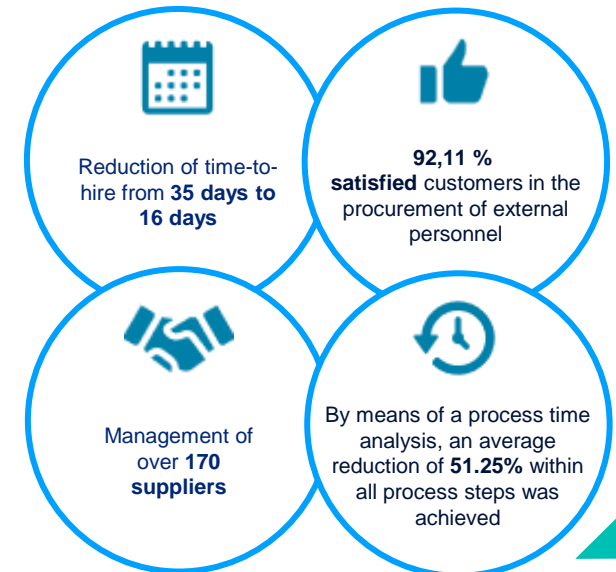 Reduction of time-to-
hire from 35 days to
16 days
92,11 %
satisfied customers in the
procurement of external
personnel
Management of
over 170
suppliers
By means of a process time
analysis, an average
reduction of 51.25% within
all process steps was
achieved